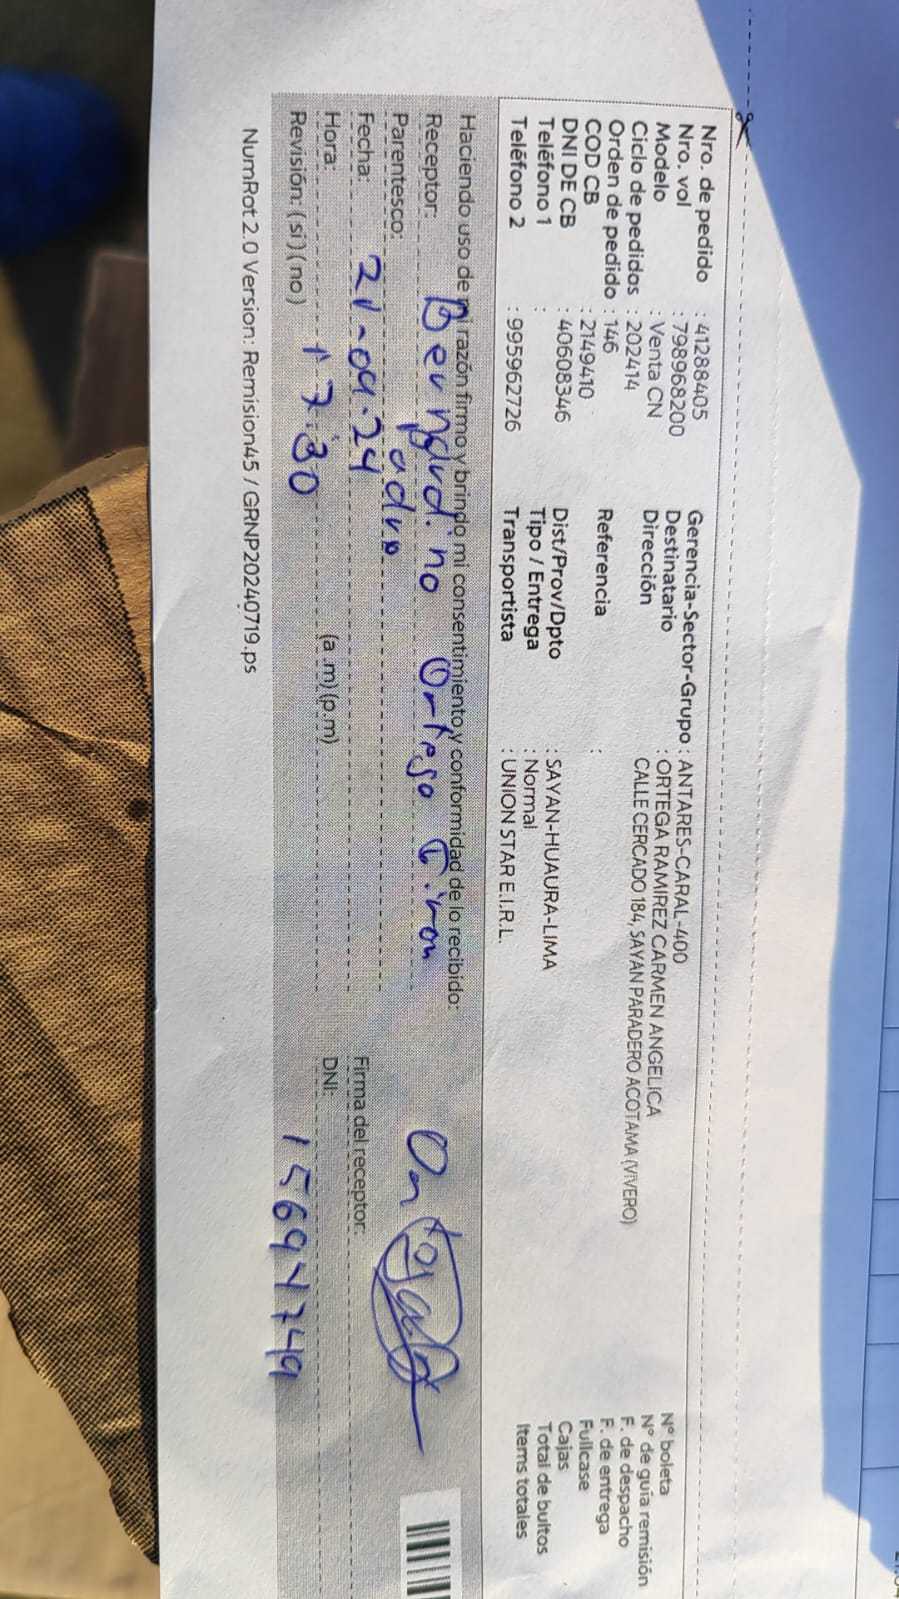 Nro. de pedido : 41288405
Nro. vol : 798968200
Modelo : Venta CN
Ciclo de pedidos : 202414
Orden de pedido : 146
COD CB : 2149410
DNI DE CB : 40608346
Teléfono 1 :
Teléfono 2 : 995962726
Gerencia-Sector-Grupo : ANTARES-CARAL-400
Destinatario : ORTEGA RAMIREZ CARMEN ANGELICA
Dirección CALLE CERCADO 184, SAYAN PARADERO ACOTAMA (VIVERO)
Referencia :
Dist/Prov/Dpto : SAYAN-HUAURA-LIMA
Tipo / Entrega : Normal
Transportista : UNION STAR E.I.R.L.
N° boleta
N° de guía remisión
F. de despacho
F. de entrega
Fullcase
Cajas
Total de bultos
Items totales
Haciendo uso de mi razón firmo y brindo mi consentimiento y conformidad de lo recibido:
Receptor: Bernardino Ortega
Parentesco: Padre
Fecha: 21-09-24
Hora: 17:30 (a .m) (p.m)
Revisión: (si ) ( no )
Firma del receptor:
DNI: 15694749
NumRot 2.0 Version: Remision45 / GRNP20240719.ps